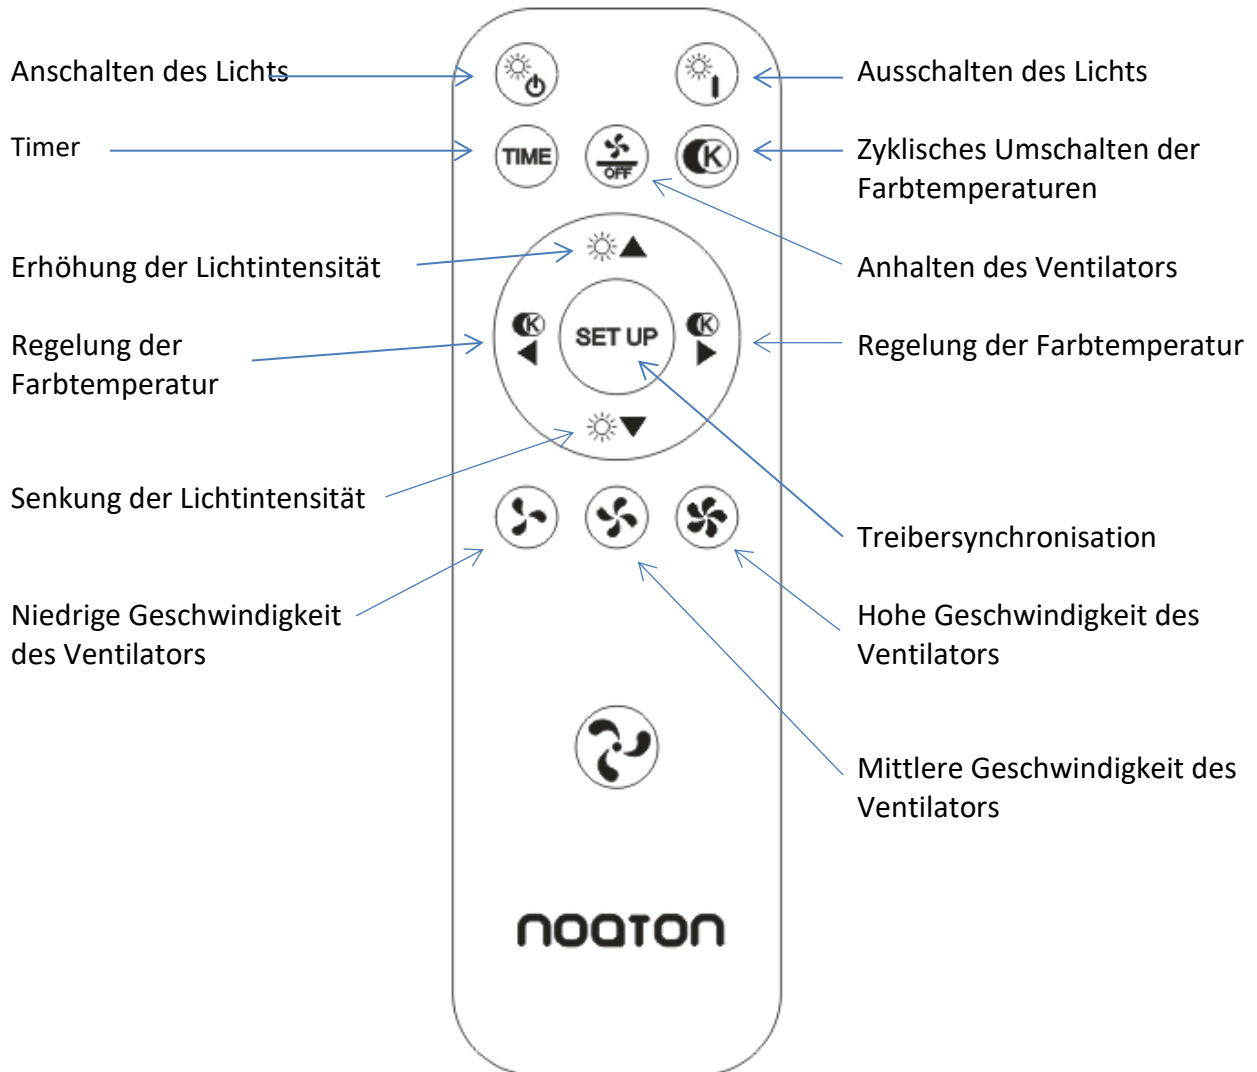 Anschalten des Lichts
Ausschalten des Lichts
Timer
TIME
OFF
K
Zyklisches Umschalten der
Farbtemperaturen
Erhöhung der Lichtintensität
Anhalten des Ventilators
Regelung der
Farbtemperatur
K
SET UP
K
Regelung der Farbtemperatur
Senkung der Lichtintensität
Treibersynchronisation
Niedrige Geschwindigkeit
des Ventilators
Hohe Geschwindigkeit des
Ventilators
Mittlere Geschwindigkeit des
Ventilators
noaton